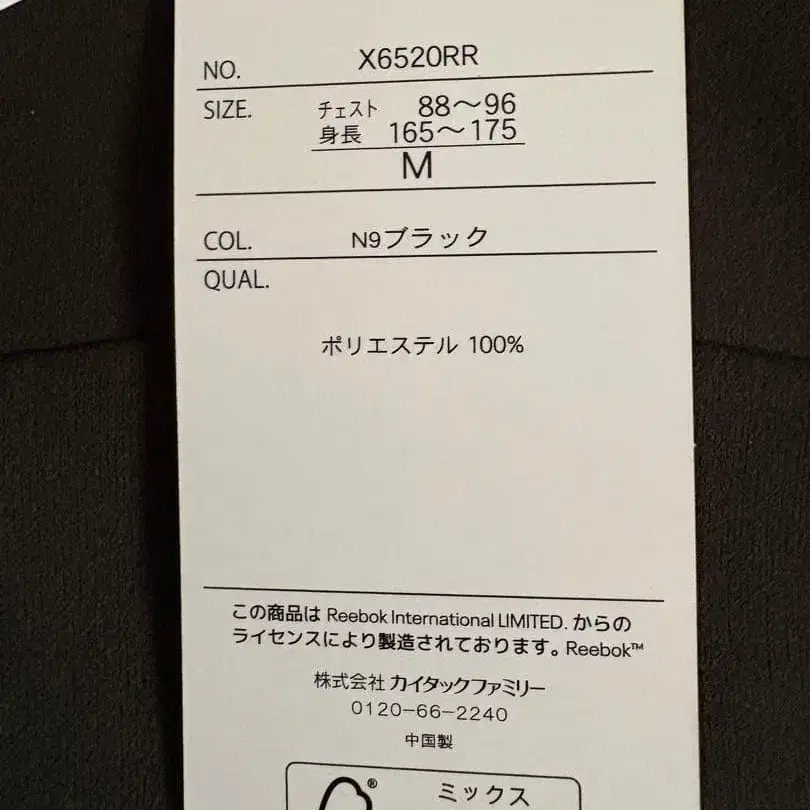 NO. X6520RR
SIZE. チェスト 88～96
身長 165～175
M
COL. N9ブラック
QUAL.
ポリエステル 100%
この商品は Reebok International LIMITED. からの
ライセンスにより製造されております。Reebok™
株式会社 カイタックファミリー
0120-66-2240
中国製
®
ミックス